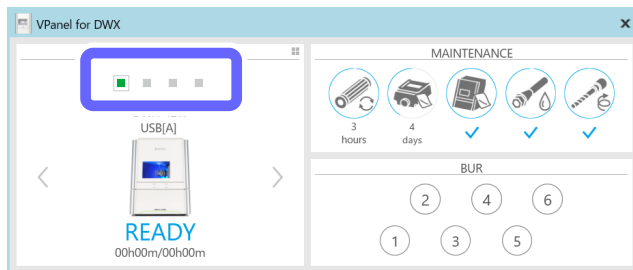 VPanel for DWX
USB[A]
READY
00h00m/00h00m
MAINTENANCE
3
hours
4
days
BUR
2 4 6
1 3 5